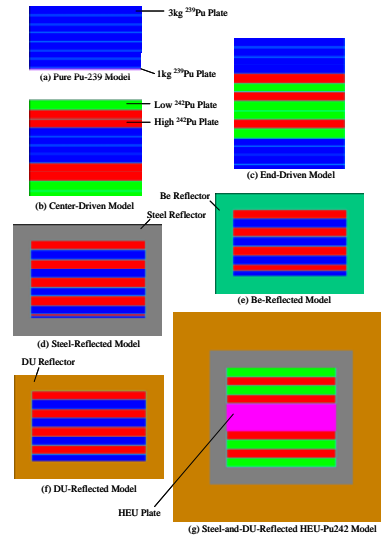 3kg ²³⁹Pu Plate
(a) Pure Pu-239 Model
1kg ²³⁹Pu Plate
Low ²⁴²Pu Plate
High ²⁴²Pu Plate
(b) Center-Driven Model
(c) End-Driven Model
Be Reflector
Steel Reflector
(d) Steel-Reflected Model
(e) Be-Reflected Model
DU Reflector
(f) DU-Reflected Model
HEU Plate
(g) Steel-and-DU-Reflected HEU-Pu242 Model